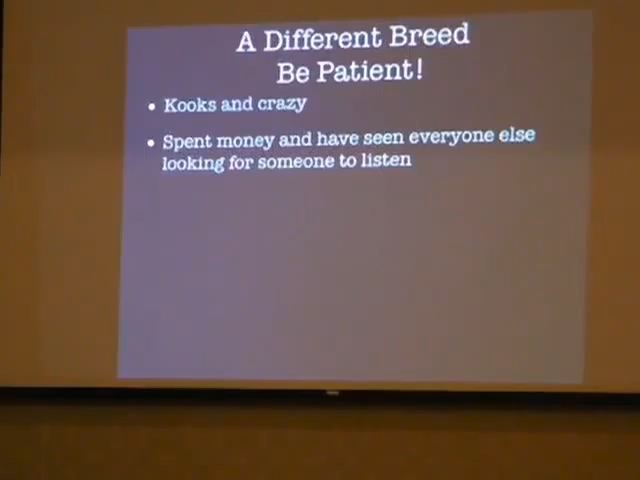 A Different Breed
Be Patient!
• Kooks and crazy
• Spent money and have seen everyone else
looking for someone to listen